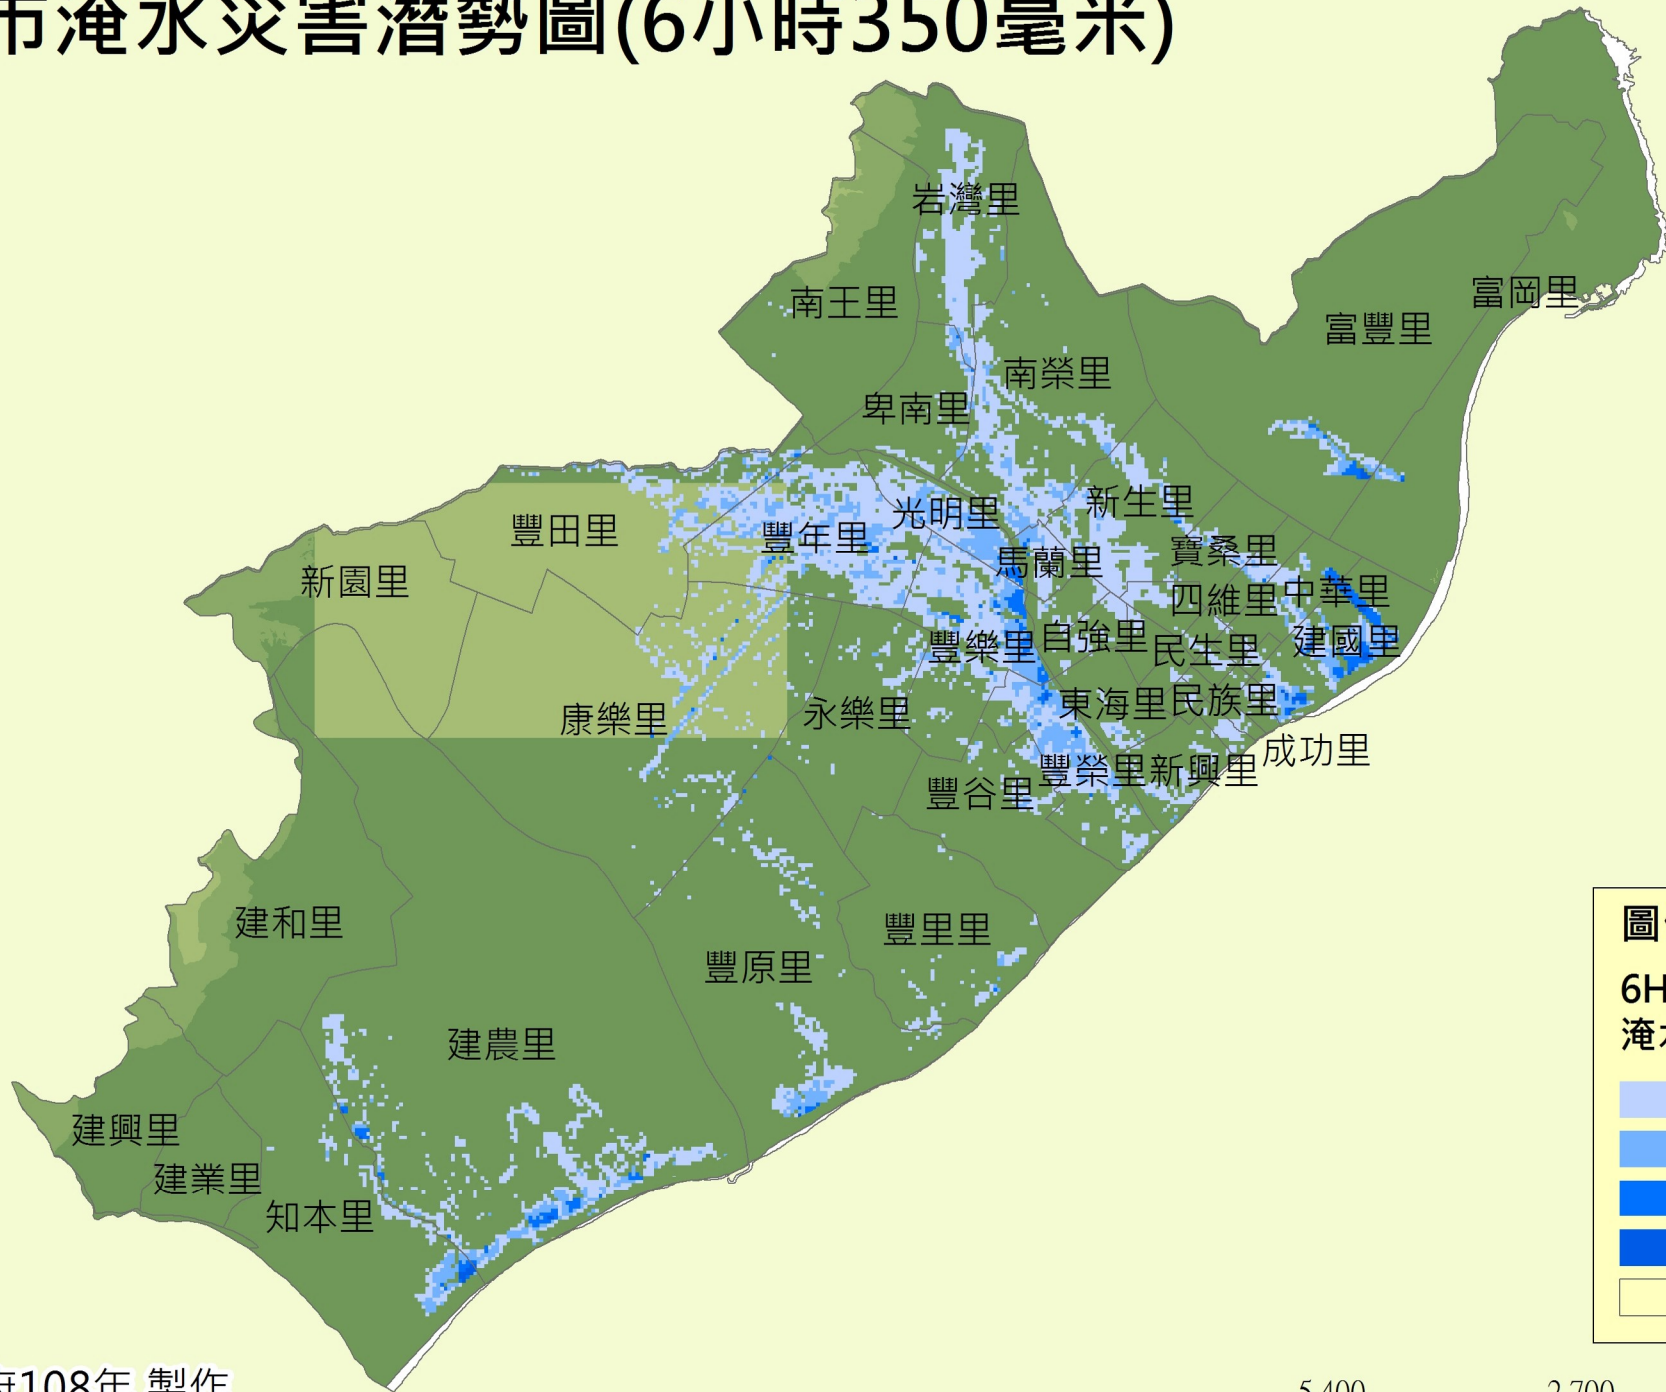 市淹水災害潛勢圖(6小時350毫米)
岩灣里
南王里
富岡里
富豐里
南榮里
卑南里
新生里
光明里
豐田里
豐年里
寶桑里
馬蘭里
新園里
四維里
中華里
自強里
建國里
豐樂里
民生里
東海里
民族里
康樂里
永樂里
成功里
豐榮里
新興里
豐谷里
建和里
豐里里
豐原里
建農里
建興里
建業里
知本里
圖
6H
淹
108年 製作
5,400
2,700